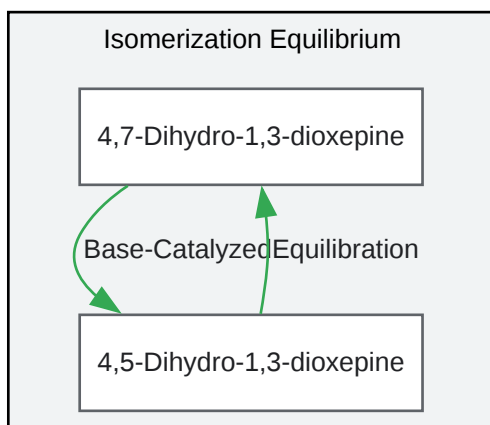 Isomerization Equilibrium
4,7-Dihydro-1,3-dioxepine
Base-CatalyzedEquilibration
4,5-Dihydro-1,3-dioxepine